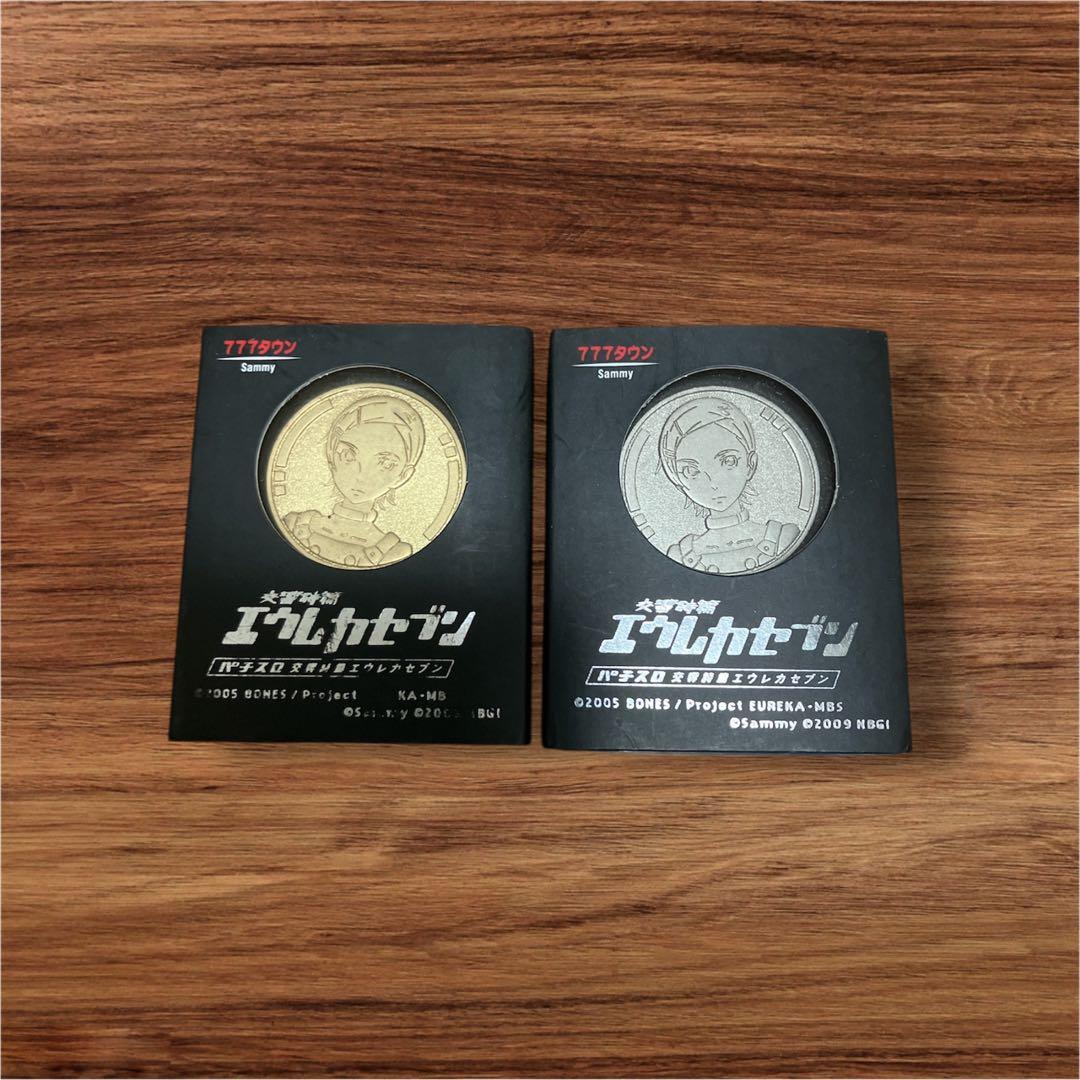 777タウン
Sammy
交響詩篇
エウレカセブン
パチスロ 交響詩篇エウレカセブン
©2005 BONES / Project KA・MB
©Sammy ©200 NBGI
777タウン
Sammy
交響詩篇
エウレカセブン
パチスロ 交響詩篇エウレカセブン
©2005 BONES / Project EUREKA・MBS
©Sammy ©2009 NBGI